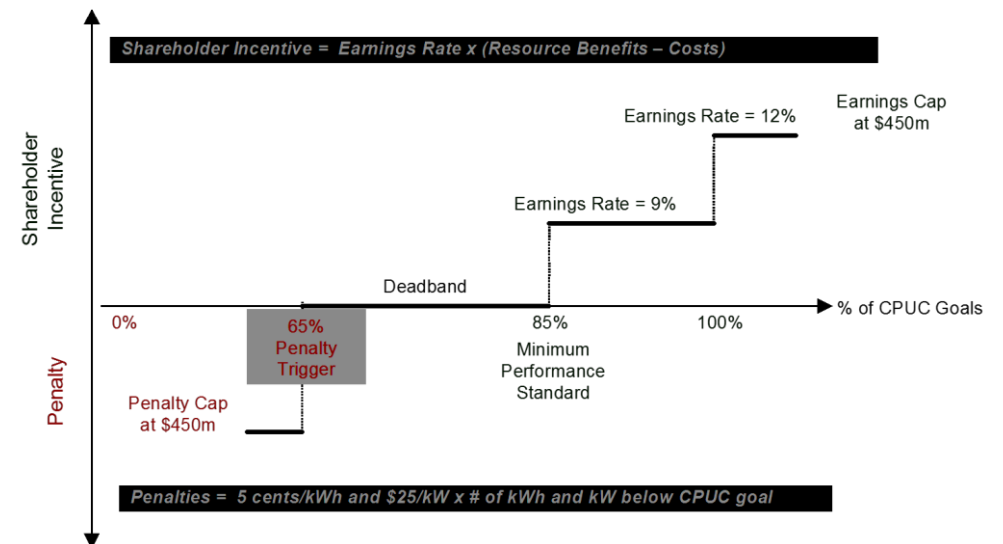 Shareholder Incentive = Earnings Rate x (Resource Benefits – Costs)
Shareholder
Incentive
Earnings Cap
at $450m
Earnings Rate = 12%
Earnings Rate = 9%
Deadband
% of CPUC Goals
0%
65%
Penalty
Trigger
85%
Minimum
Performance
Standard
100%
Penalty
Penalty Cap
at $450m
Penalties = 5 cents/kWh and $25/kW x # of kWh and kW below CPUC goal